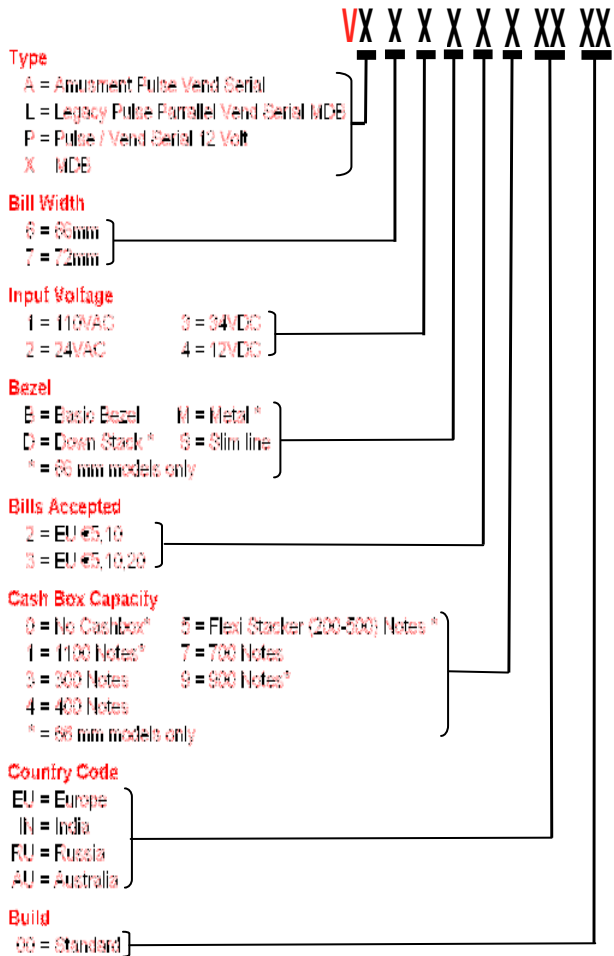 VX X X X X X XX XX
Type
A = Amusment Pulse Vend Serial
L = Legacy Pulse Parrallel Vend Serial MDB
P = Pulse / Vend Serial 12 Volt
X MDB
Bill Width
6 = 66mm
7 = 72mm
Input Voltage
1 = 110VAC 3 = 34VDC
2 = 24VAC 4 = 12VDC
Bezel
B = Basic Bezel M = Metal *
D = Down Stack * S = Slim line
* = 66 mm models only
Bills Accepted
2 = EU €5,10
3 = EU €5,10,20
Cash Box Capacity
0 = No Cashbox* 5 = Flexi Stacker (200-500) Notes *
1 = 1100 Notes* 7 = 700 Notes
3 = 300 Notes 9 = 900 Notes*
4 = 400 Notes
* = 66 mm models only
Country Code
EU = Europe
IN = India
RU = Russia
AU = Australia
Build
00 = Standard